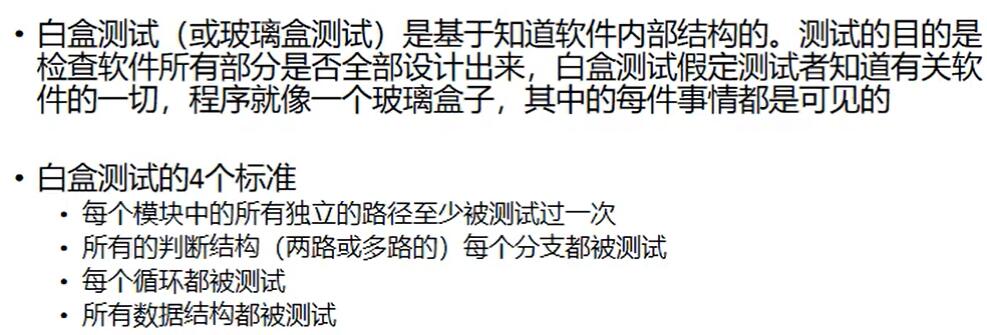 • 白盒测试（或玻璃盒测试）是基于知道软件内部结构的。测试的目的是
检查软件所有部分是否全部设计出来，白盒测试假定测试者知道有关软
件的一切，程序就像一个玻璃盒子，其中的每件事情都是可见的
• 白盒测试的4个标准
• 每个模块中的所有独立的路径至少被测试过一次
• 所有的判断结构（两路或多路的）每个分支都被测试
• 每个循环都被测试
• 所有数据结构都被测试